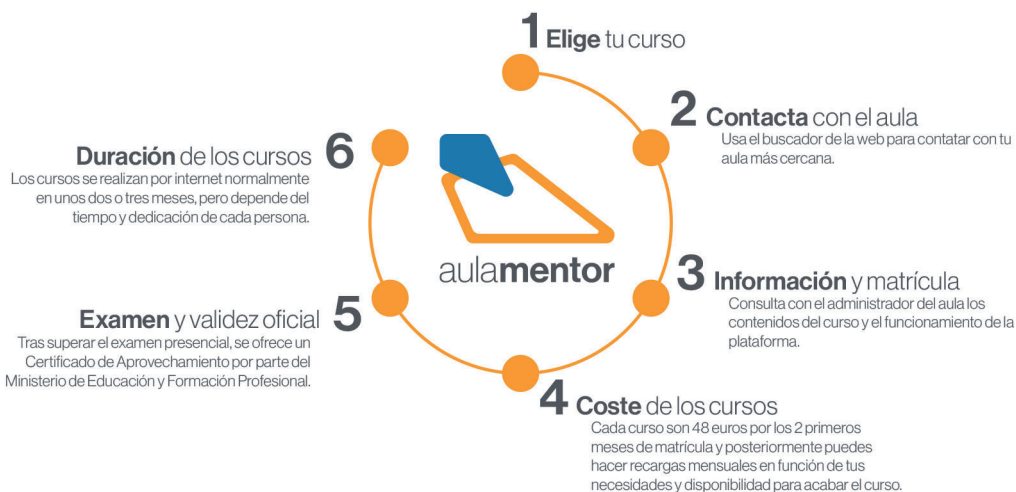 1 Elige tu curso
2 Contacta con el aula
Usa el buscador de la web para contatar con tu
aula más cercana.
3 Información y matrícula
Consulta con el administrador del aula los
contenidos del curso y el funcionamiento de la
plataforma.
4 Coste de los cursos
Cada curso son 48 euros por los 2 primeros
meses de matrícula y posteriormente puedes
hacer recargas mensuales en función de tus
necesidades y disponibilidad para acabar el curso.
Examen y validez oficial 5
Tras superar el examen presencial, se ofrece un
Certificado de Aprovechamiento por parte del
Ministerio de Educación y Formación Profesional.
Duración de los cursos 6
Los cursos se realizan por internet normalmente
en unos dos o tres meses, pero depende del
tiempo y dedicación de cada persona.
aulamentor